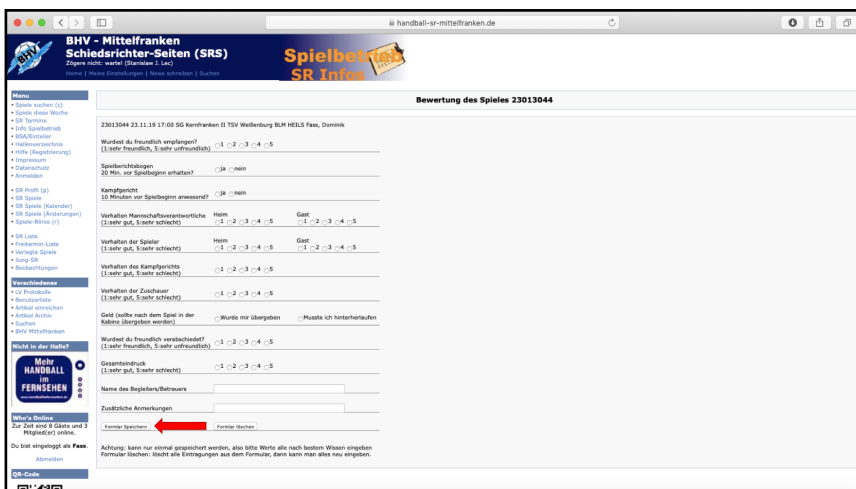 handball-sr-mittelfranken.de
BHV - Mittelfranken
Schiedsrichter-Seiten (SRS)
Zögere nicht: warte! (Stanislaw J. Lec)
Home | Meine Einstellungen | News schreiben | Suchen
Spielbetrieb
SR Infos
Menu
• Spiele suchen (c)
• Spiele diese Woche
• SR Termine
• Info Spielbetrieb
• BSA/Einteiler
• Hallenverzeichnis
• Hilfe (Registrierung)
• Impressum
• Datenschutz
• Anmelden
• SR Profil (p)
• SR Spiele
• SR Spiele (Kalender)
• SR Spiele (Änderungen)
• Spiele-Börse (r)
• SR Liste
• Freitermin-Liste
• Verlegte Spiele
• Jung-SR
• Beobachtungen
Verschiedenes
• LV Protokolle
• Benutzerliste
• Artikel einreichen
• Artikel Archiv
• Suchen
• BHV Mittelfranken
Nicht in der Halle?
Mehr
HANDBALL
im
FERNSEHEN
Who's Online
Zur Zeit sind 8 Gäste und 3
Mitglied(er) online.
Du bist eingeloggt als Fass.
Abmelden
QR-Code
Bewertung des Spieles 23013044
23013044 23.11.19 17:00 SG Kernfranken II TSV Weißenburg BLM HEILS Fass, Dominik
Wurdest du freundlich empfangen?
(1:sehr freundlich, 5:sehr unfreundlich) 1 2 3 4 5
Spielberichtsbogen
20 Min. vor Spielbeginn erhalten? ja nein
Kampfgericht
10 Minuten vor Spielbeginn anwesend? ja nein
Verhalten Mannschaftsverantwortliche Heim Gast
(1:sehr gut, 5:sehr schlecht) 1 2 3 4 5 1 2 3 4 5
Verhalten der Spieler Heim Gast
(1:sehr gut, 5:sehr schlecht) 1 2 3 4 5 1 2 3 4 5
Verhalten des Kampfgerichts
(1:sehr gut, 5:sehr schlecht) 1 2 3 4 5
Verhalten der Zuschauer
(1:sehr gut, 5:sehr schlecht) 1 2 3 4 5
Geld (sollte nach dem Spiel in der
Kabine übergeben werden) Wurde mir übergeben Musste ich hinterherlaufen
Wurdest du freundlich verabschiedet?
(1:sehr freundlich, 5:sehr unfreundlich) 1 2 3 4 5
Gesamteindruck
(1:sehr gut, 5:sehr schlecht) 1 2 3 4 5
Name des Begleiters/Betreuers
Zusätzliche Anmerkungen
Formlar Speichern Formlar löschen
Achtung: kann nur einmal gespeichert werden, also bitte Werte alle nach bestem Wissen eingeben
Formular löschen: löscht alle Eintragungen aus dem Formular, dann kann man alles neu eingeben.